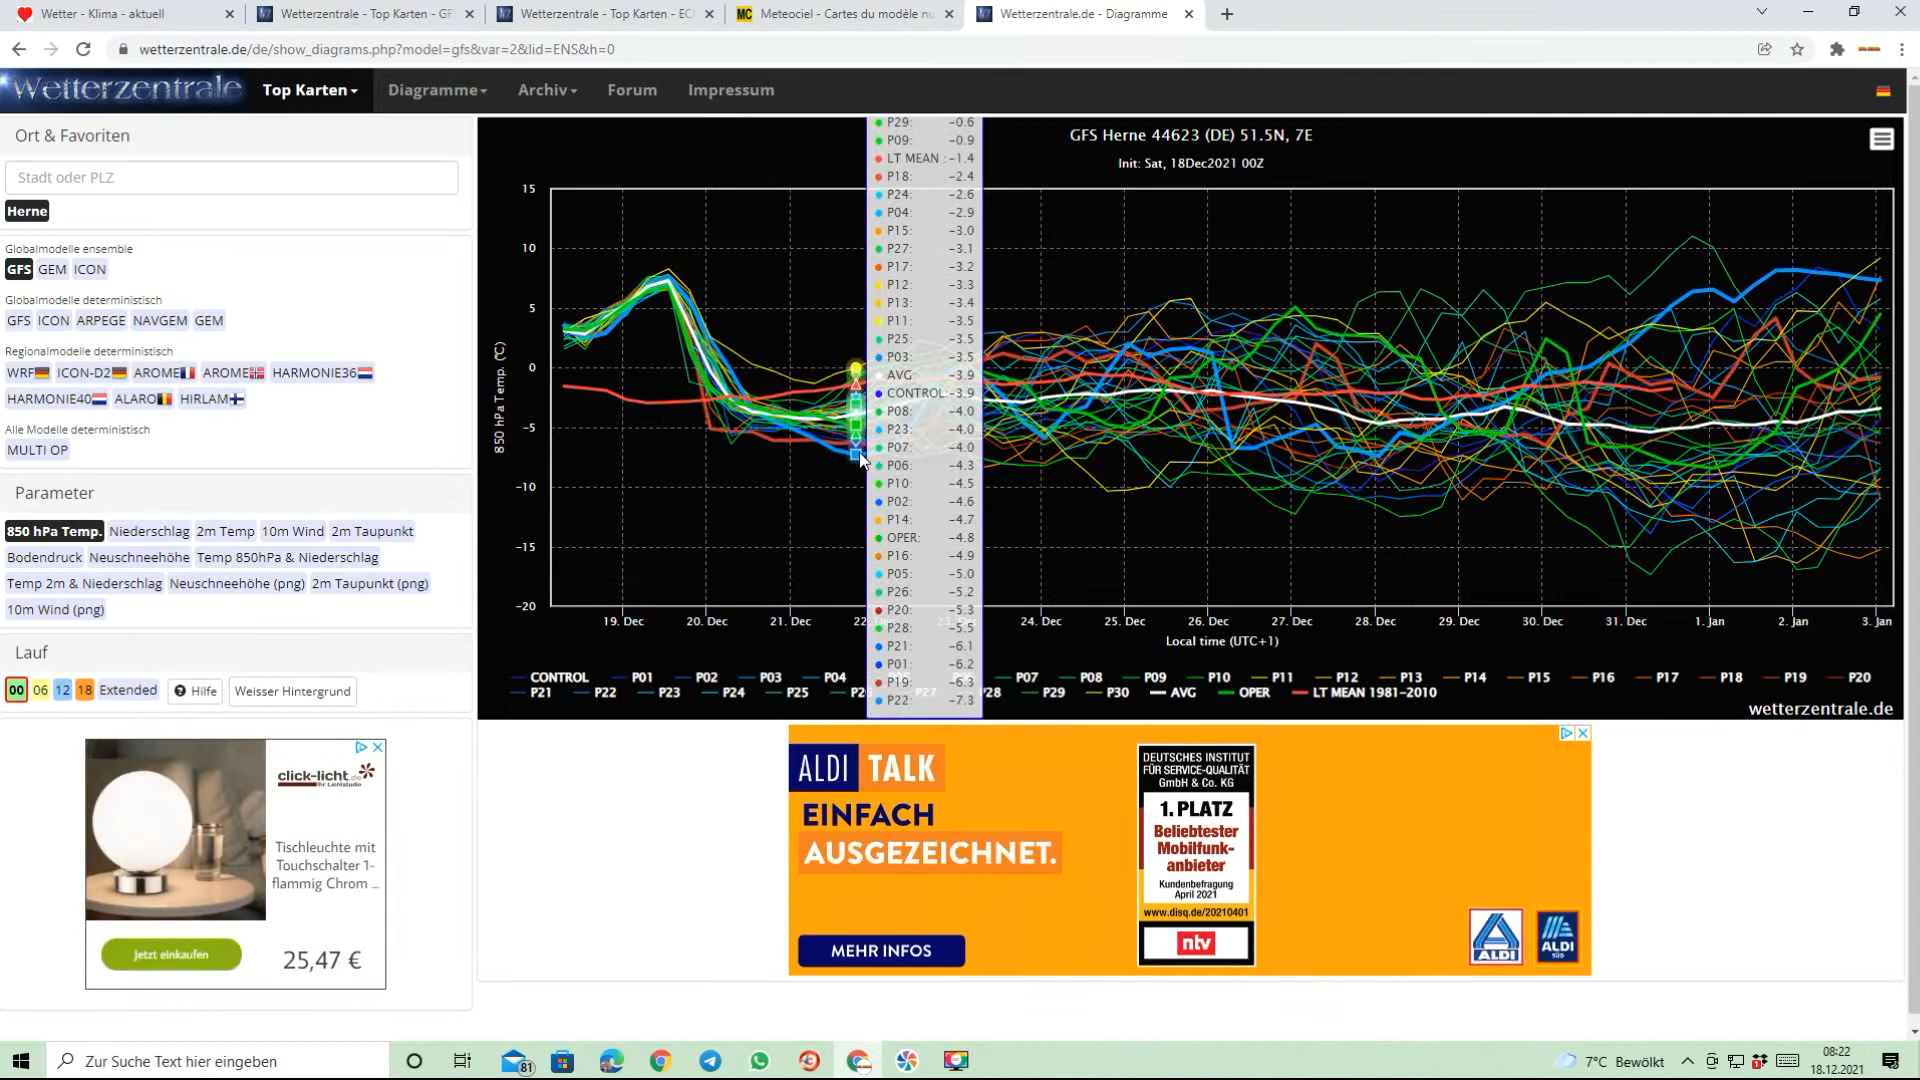 Wetter - Klima - aktuell
Wetterzentrale - Top Karten - GF
Wetterzentrale - Top Karten - EC
MC Meteociel - Cartes du modèle nu
Wetterzentrale.de - Diagramme
wetterzentrale.de/de/show_diagrams.php?model=gfs&var=2&lid=ENS&h=0
Wetterzentrale
Top Karten
Diagramme
Archiv
Forum
Impressum
Ort & Favoriten
Stadt oder PLZ
Herne
Globalmodelle ensemble
GFS GEM ICON
Globalmodelle deterministisch
GFS ICON ARPEGE NAVGEM GEM
Regionalmodelle deterministisch
WRF ICON-D2 AROME AROME HARMONIE36
HARMONIE40 ALARO HIRLAM
Alle Modelle deterministisch
MULTI OP
Parameter
850 hPa Temp. Niederschlag 2m Temp 10m Wind 2m Taupunkt
Bodendruck Neuschneehöhe Temp 850hPa & Niederschlag
Temp 2m & Niederschlag Neuschneehöhe (png) 2m Taupunkt (png)
10m Wind (png)
Lauf
00 06 12 18 Extended Hilfe Weisser Hintergrund
GFS Herne 44623 (DE) 51.5N, 7E
Init: Sat, 18Dec2021 00Z
850 hPa Temp. (°C)
15
10
5
0
−5
−10
−15
−20
P29: −0.6
P09: −0.9
LT MEAN : −1.4
P18: −2.4
P24: −2.6
P04: −2.9
P15: −3.0
P27: −3.1
P17: −3.2
P12: −3.3
P13: −3.4
P11: −3.5
P25: −3.5
P03: −3.5
AVG: −3.9
CONTROL: −3.9
P08: −4.0
P23: −4.0
P07: −4.0
P06: −4.3
P10: −4.5
P02: −4.6
P14: −4.7
OPER: −4.8
P16: −4.9
P05: −5.0
P26: −5.2
P20: −5.3
P28: −5.5
P21: −6.1
P01: −6.2
P19: −6.3
P22: −7.3
19. Dec 20. Dec 21. Dec 22. Dec 23. Dec 24. Dec 25. Dec 26. Dec 27. Dec 28. Dec 29. Dec 30. Dec 31. Dec 1. Jan 2. Jan 3. Jan
Local time (UTC+1)
CONTROL P01 P02 P03 P04 P07 P08 P09 P10 P11 P12 P13 P14 P15 P16 P17 P18 P19 P20
P21 P22 P23 P24 P25 P26 P27 P28 P29 P30 AVG OPER LT MEAN 1981-2010
wetterzentrale.de
click-licht.de
Ihr Lichtstudio
Tischleuchte mit
Touchschalter 1-
flammig Chrom ...
Jetzt einkaufen
25,47 €
ALDI TALK
EINFACH
AUSGEZEICHNET.
MEHR INFOS
DEUTSCHES INSTITUT
FÜR SERVICE-QUALITÄT
GmbH & Co. KG
1. PLATZ
Beliebtester
Mobilfunk-
anbieter
Kundenbefragung
April 2021
www.disq.de/20210401
ntv
ALDI
ALDI
SÜD
Zur Suche Text hier eingeben
81
7°C Bewölkt
08:22
18.12.2021